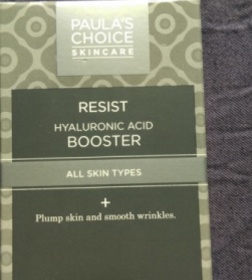 PAULA'S
CHOICE
SKINCARE
RESIST
HYALURONIC ACID
BOOSTER
ALL SKIN TYPES
+
Plump skin and smooth wrinkles.